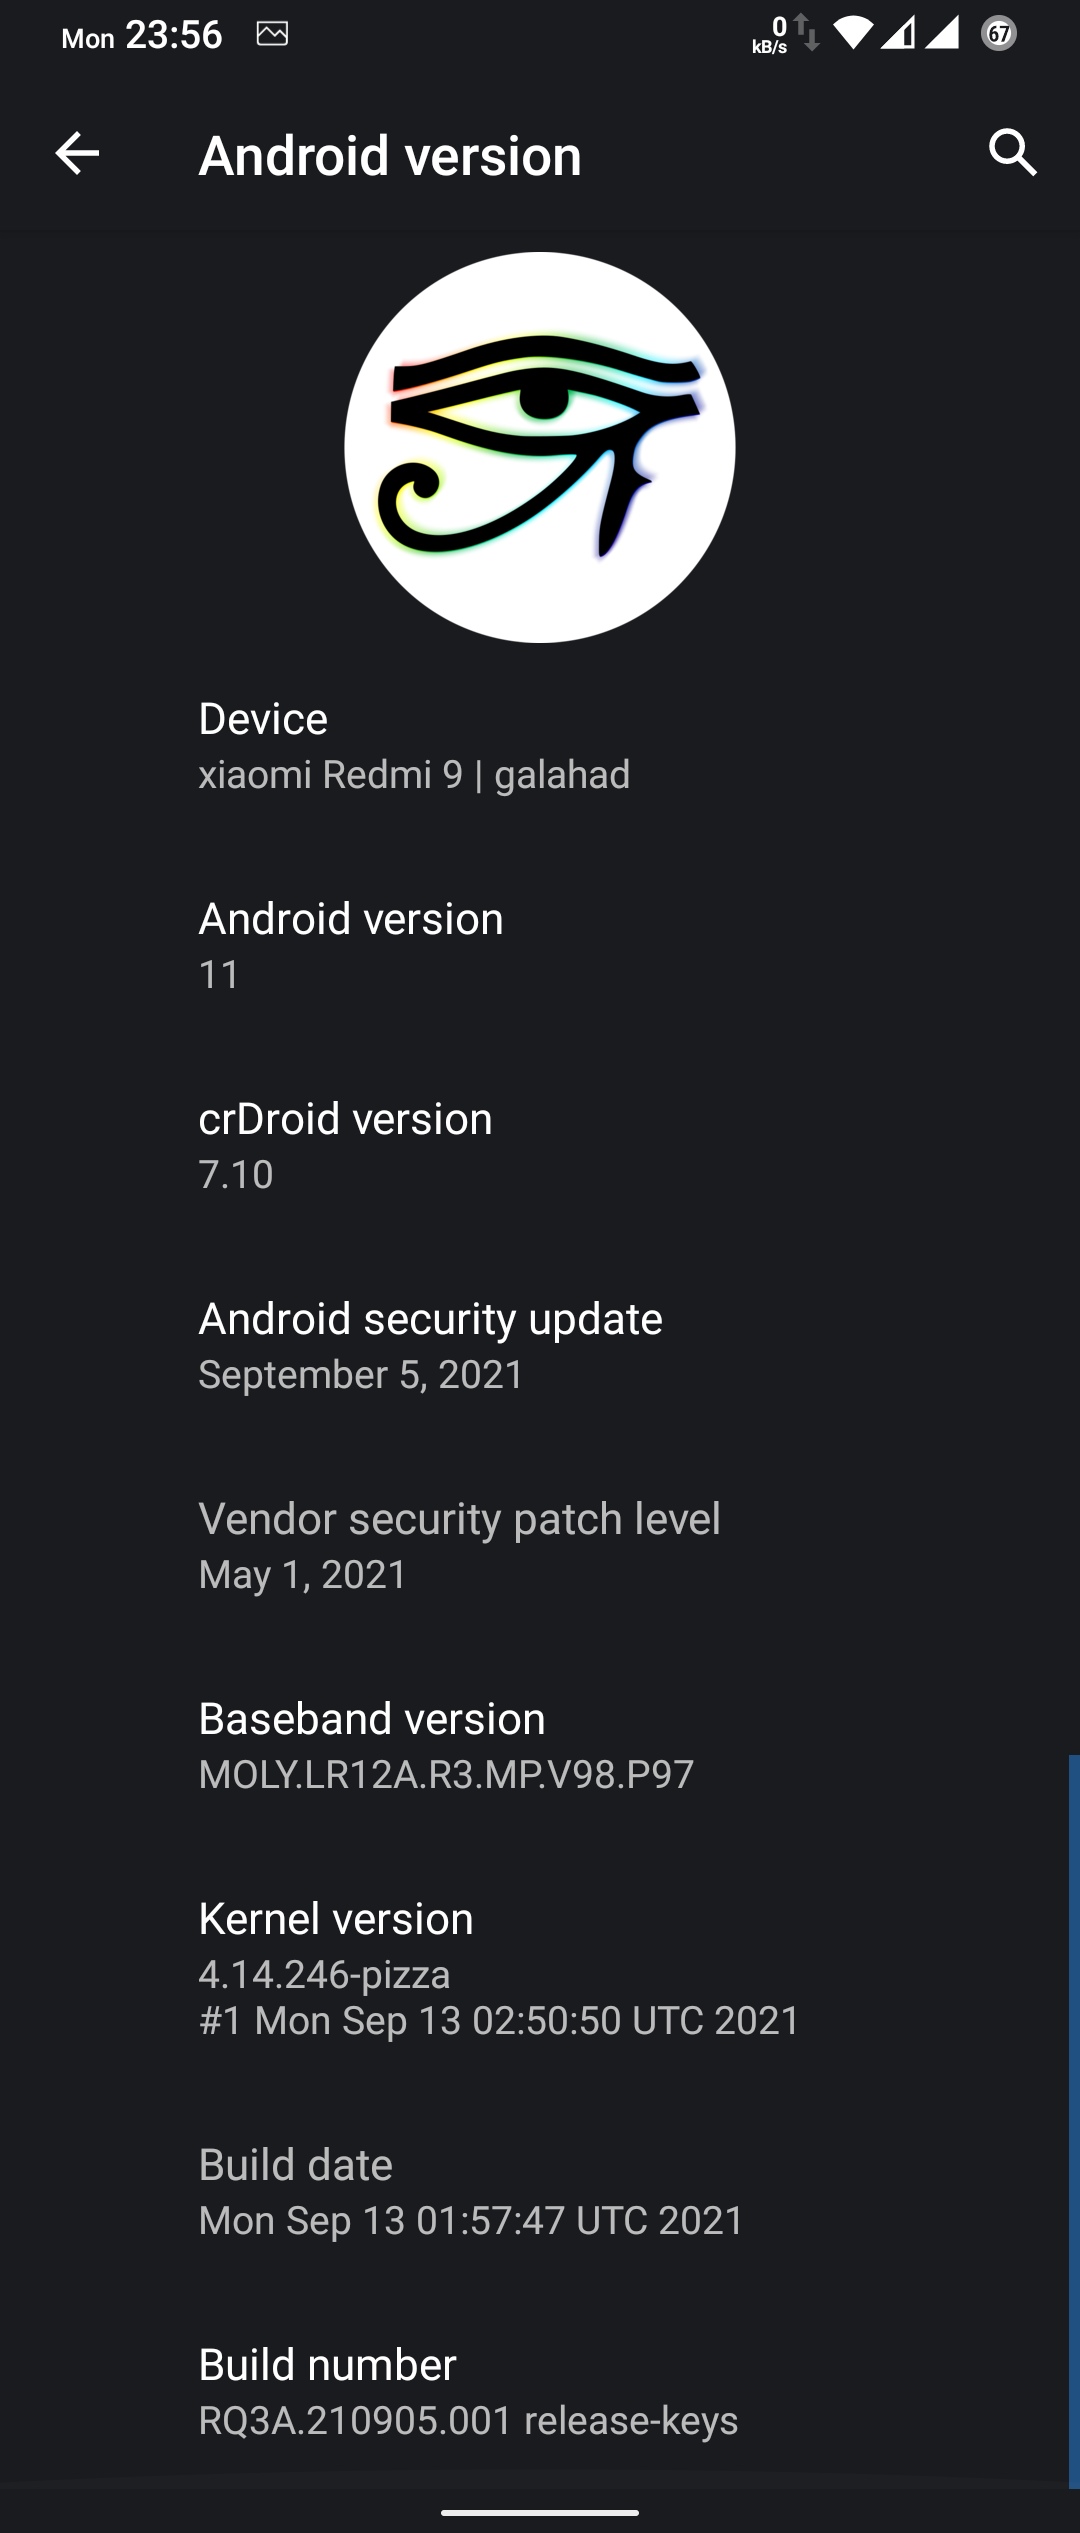 Mon 23:56
0
kB/s
67
Android version
Device
xiaomi Redmi 9 | galahad
Android version
11
crDroid version
7.10
Android security update
September 5, 2021
Vendor security patch level
May 1, 2021
Baseband version
MOLY.LR12A.R3.MP.V98.P97
Kernel version
4.14.246-pizza
#1 Mon Sep 13 02:50:50 UTC 2021
Build date
Mon Sep 13 01:57:47 UTC 2021
Build number
RQ3A.210905.001 release-keys